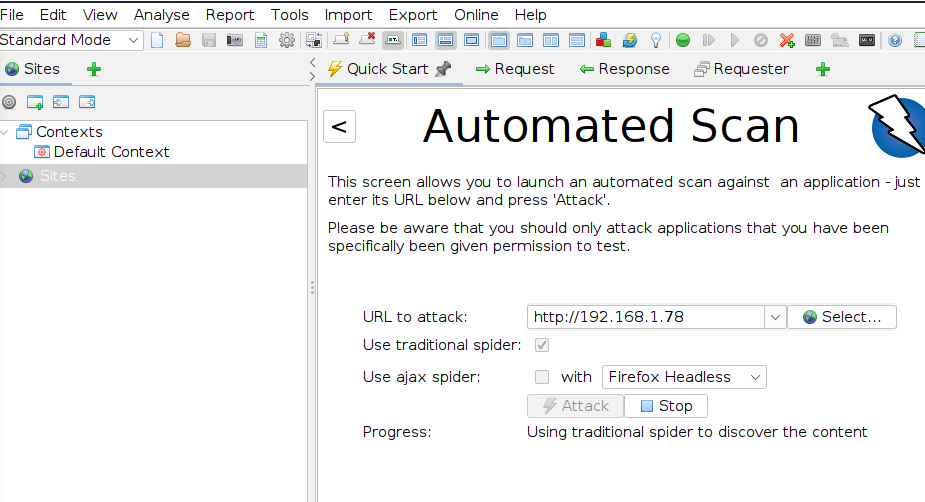 File Edit View Analyse Report Tools Import Export Online Help
Standard Mode
Sites
Quick Start Request Response Requester
Contexts
Default Context
Sites
<
Automated Scan
This screen allows you to launch an automated scan against  an application - just
enter its URL below and press 'Attack'.
Please be aware that you should only attack applications that you have been
specifically been given permission to test.
URL to attack: http://192.168.1.78 Select...
Use traditional spider:
Use ajax spider: with Firefox Headless
Attack Stop
Progress: Using traditional spider to discover the content